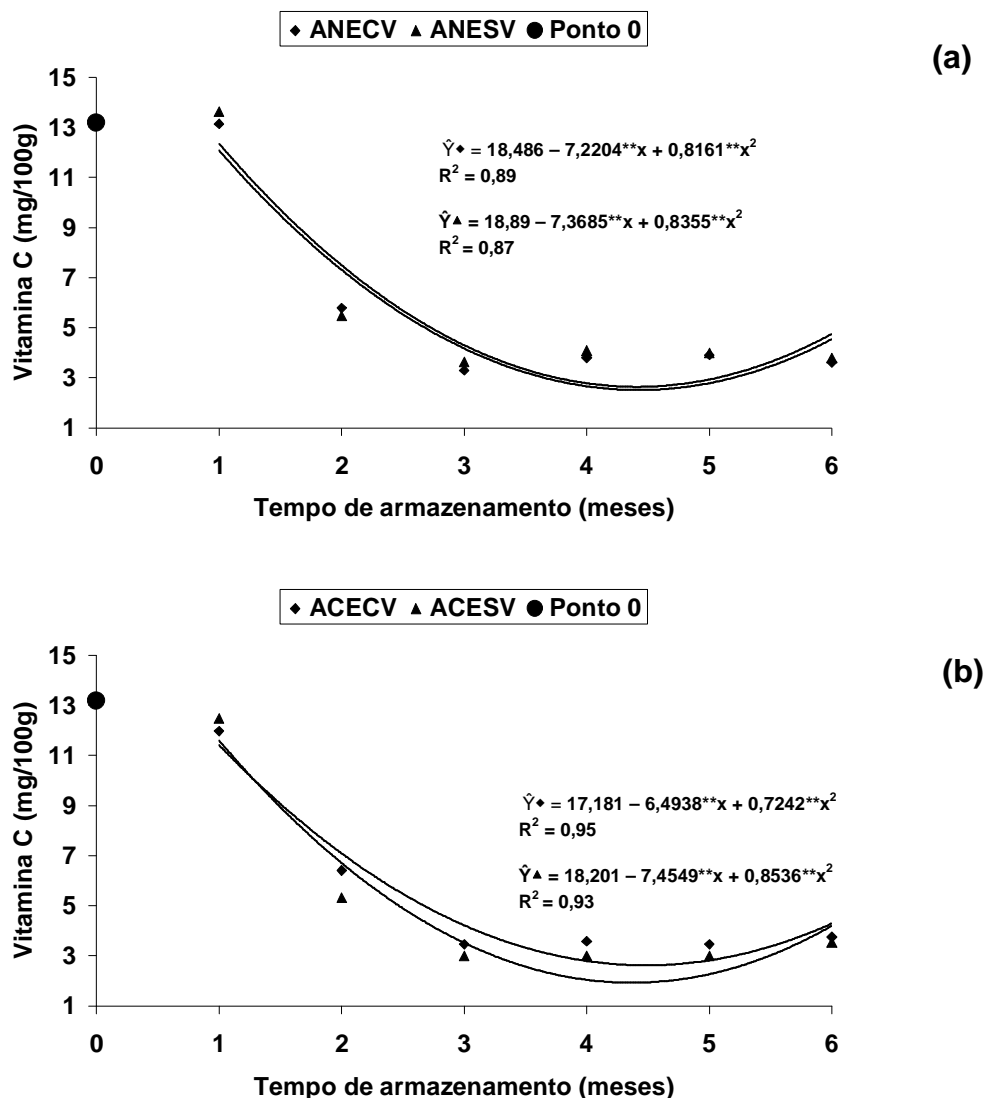 ♦ ANECV ▲ ANESV ● Ponto 0
(a)
Vitamina C (mg/100g)
15
13
11
9
7
5
3
1
Ŷ♦ = 18,486 – 7,2204**x + 0,8161**x²
R² = 0,89
Ŷ▲ = 18,89 – 7,3685**x + 0,8355**x²
R² = 0,87
0 1 2 3 4 5 6
Tempo de armazenamento (meses)
♦ ACECV ▲ ACESV ● Ponto 0
(b)
Vitamina C (mg/100g)
15
13
11
9
7
5
3
1
Ŷ♦ = 17,181 – 6,4938**x + 0,7242**x²
R² = 0,95
Ŷ▲ = 18,201 – 7,4549**x + 0,8536**x²
R² = 0,93
0 1 2 3 4 5 6
Tempo de armazenamento (meses)